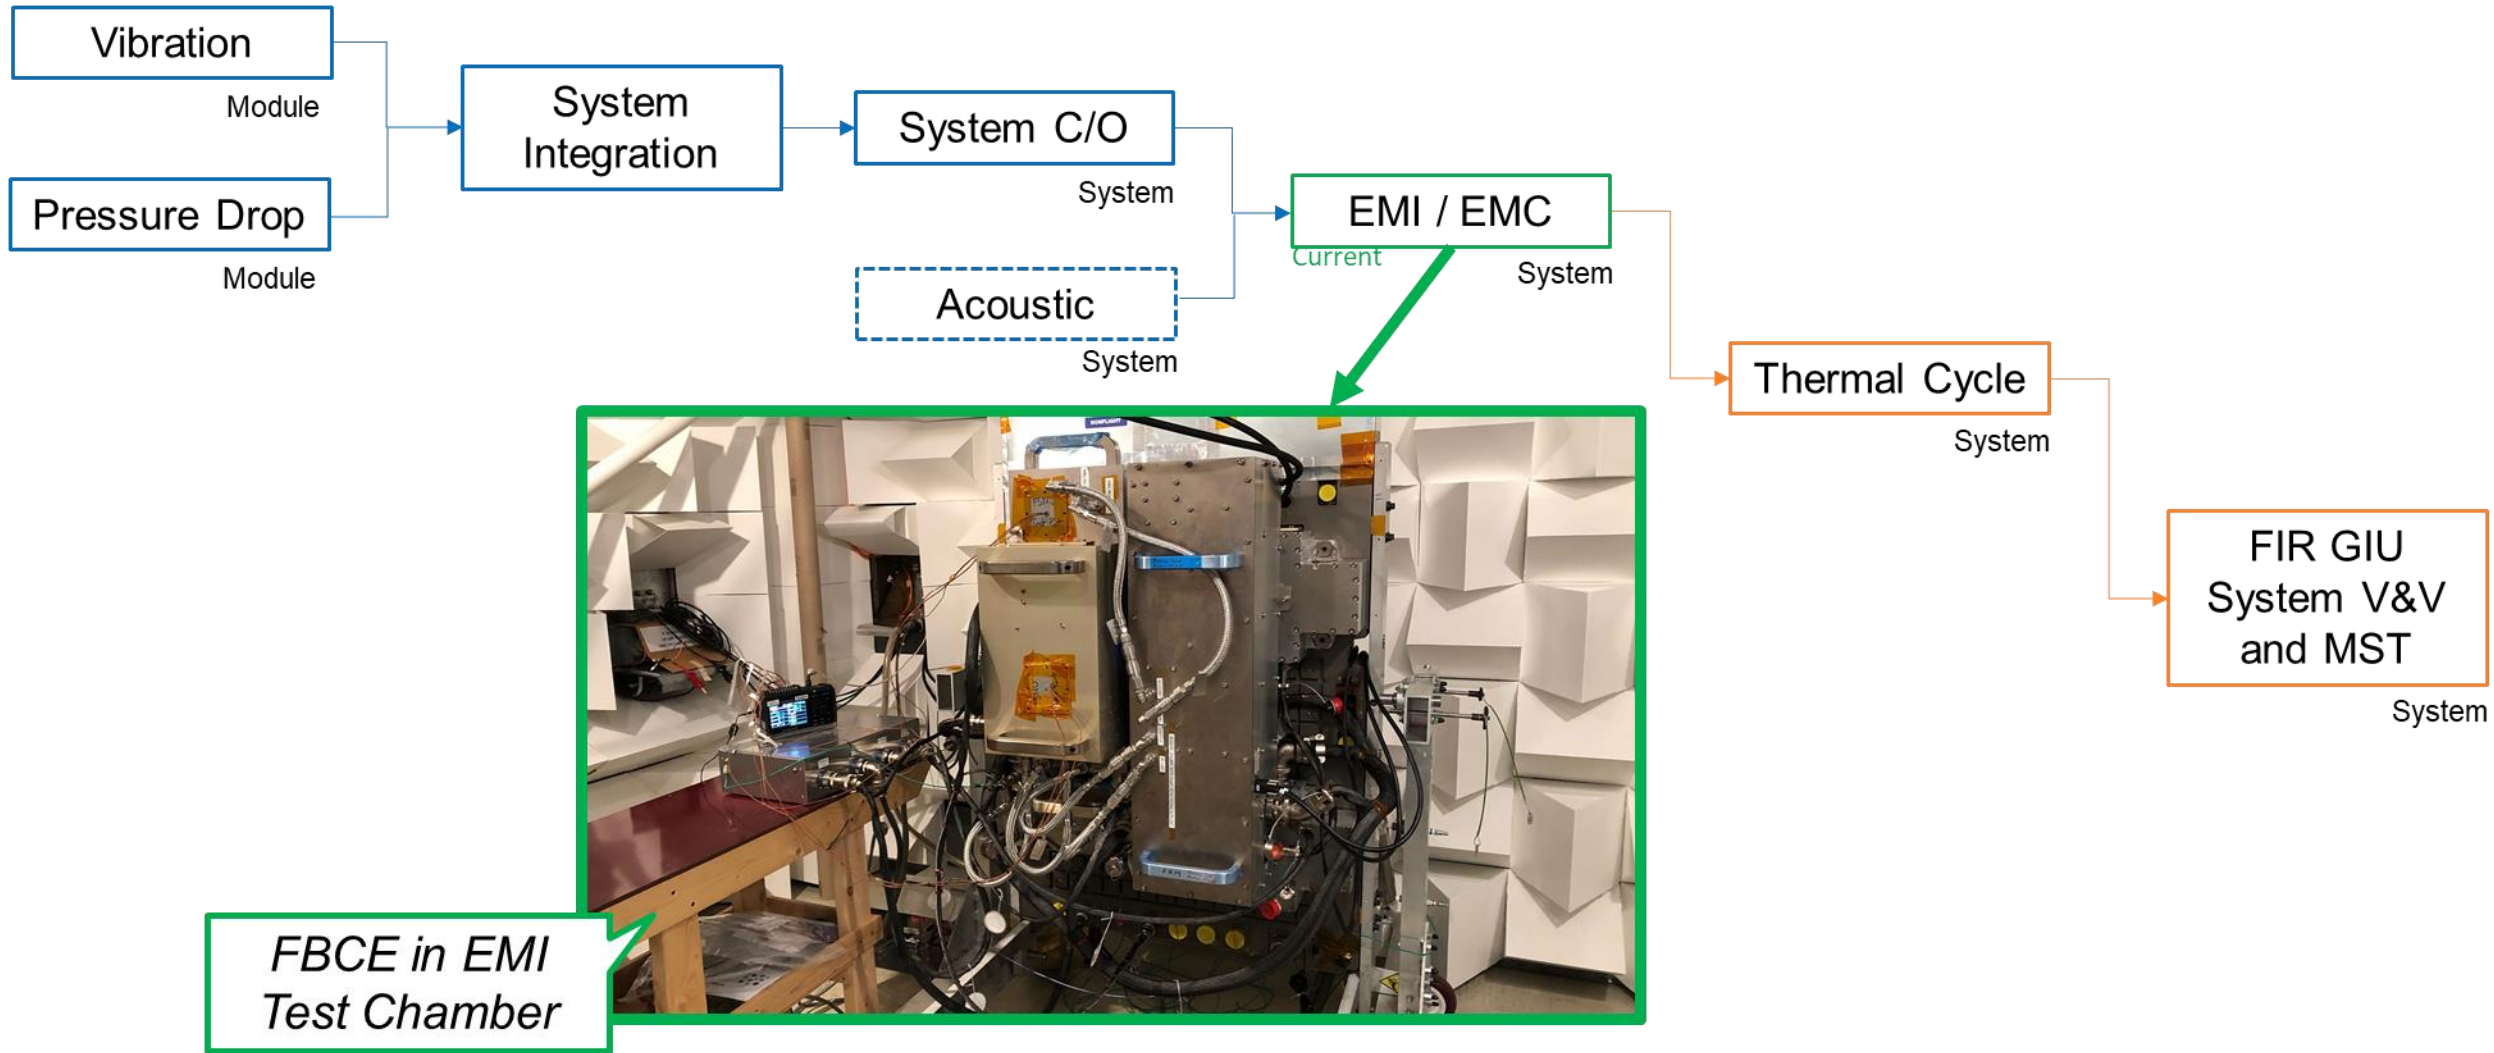 Vibration
Module
Pressure Drop
Module
System
Integration
System C/O
System
Acoustic
System
EMI / EMC
Current
System
Thermal Cycle
System
FIR GIU
System V&V
and MST
System
NONFLIGHT
FBCE in EMI
Test Chamber